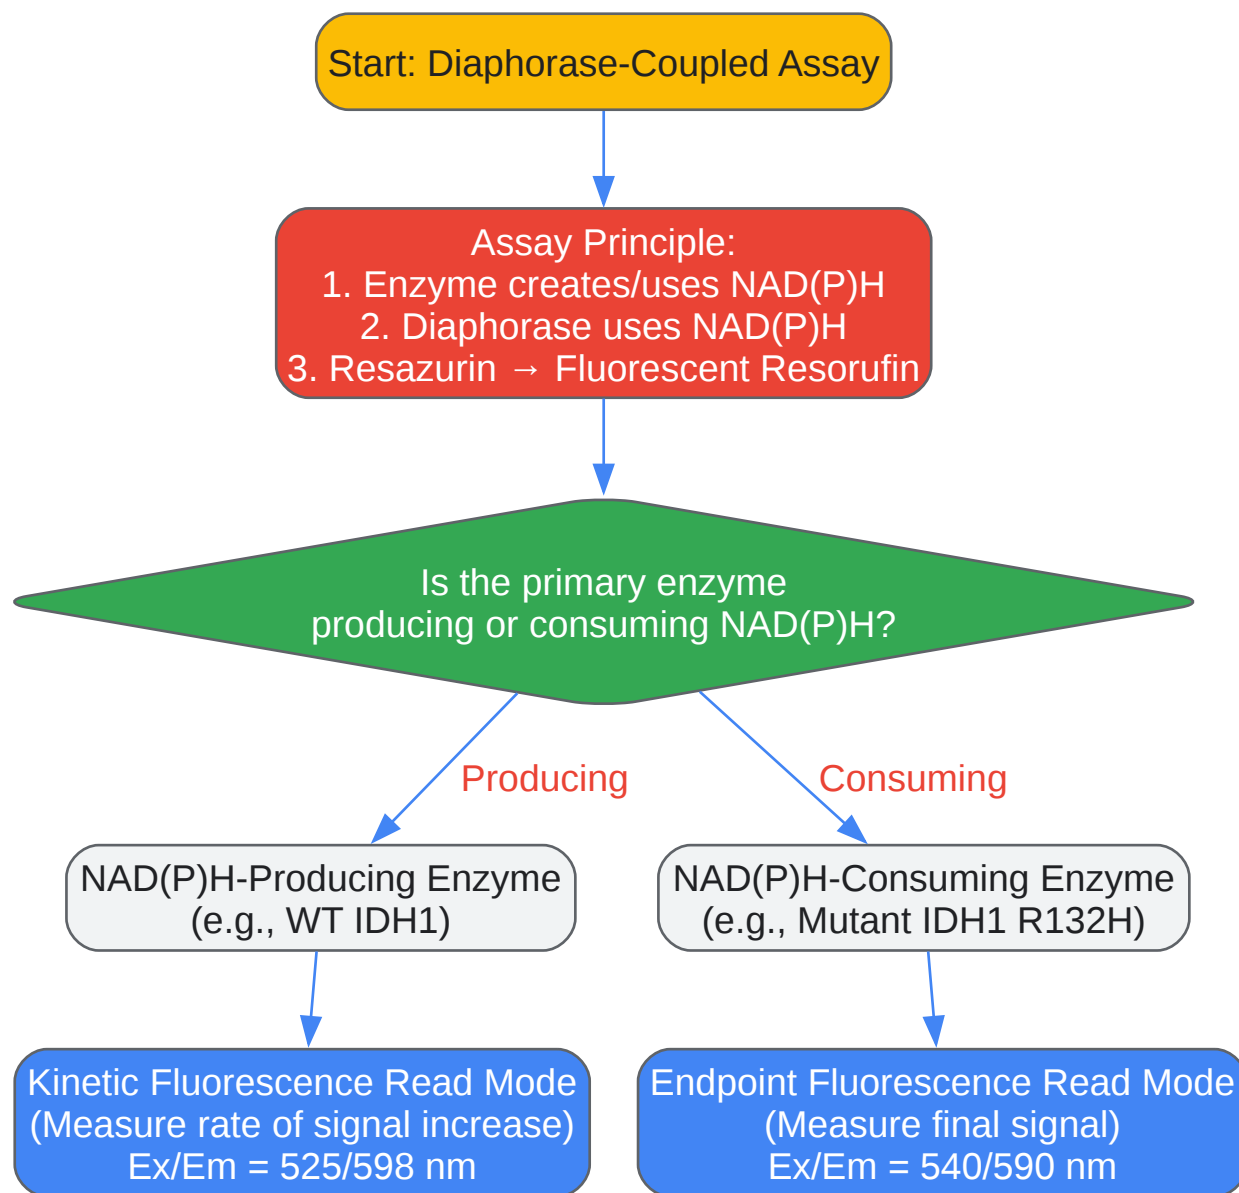 Start: Diaphorase-Coupled Assay
Assay Principle:
1. Enzyme creates/uses NAD(P)H
2. Diaphorase uses NAD(P)H
3. Resazurin → Fluorescent Resorufin
Is the primary enzyme
producing or consuming NAD(P)H?
Producing
Consuming
NAD(P)H-Producing Enzyme
(e.g., WT IDH1)
NAD(P)H-Consuming Enzyme
(e.g., Mutant IDH1 R132H)
Kinetic Fluorescence Read Mode
(Measure rate of signal increase)
Ex/Em = 525/598 nm
Endpoint Fluorescence Read Mode
(Measure final signal)
Ex/Em = 540/590 nm